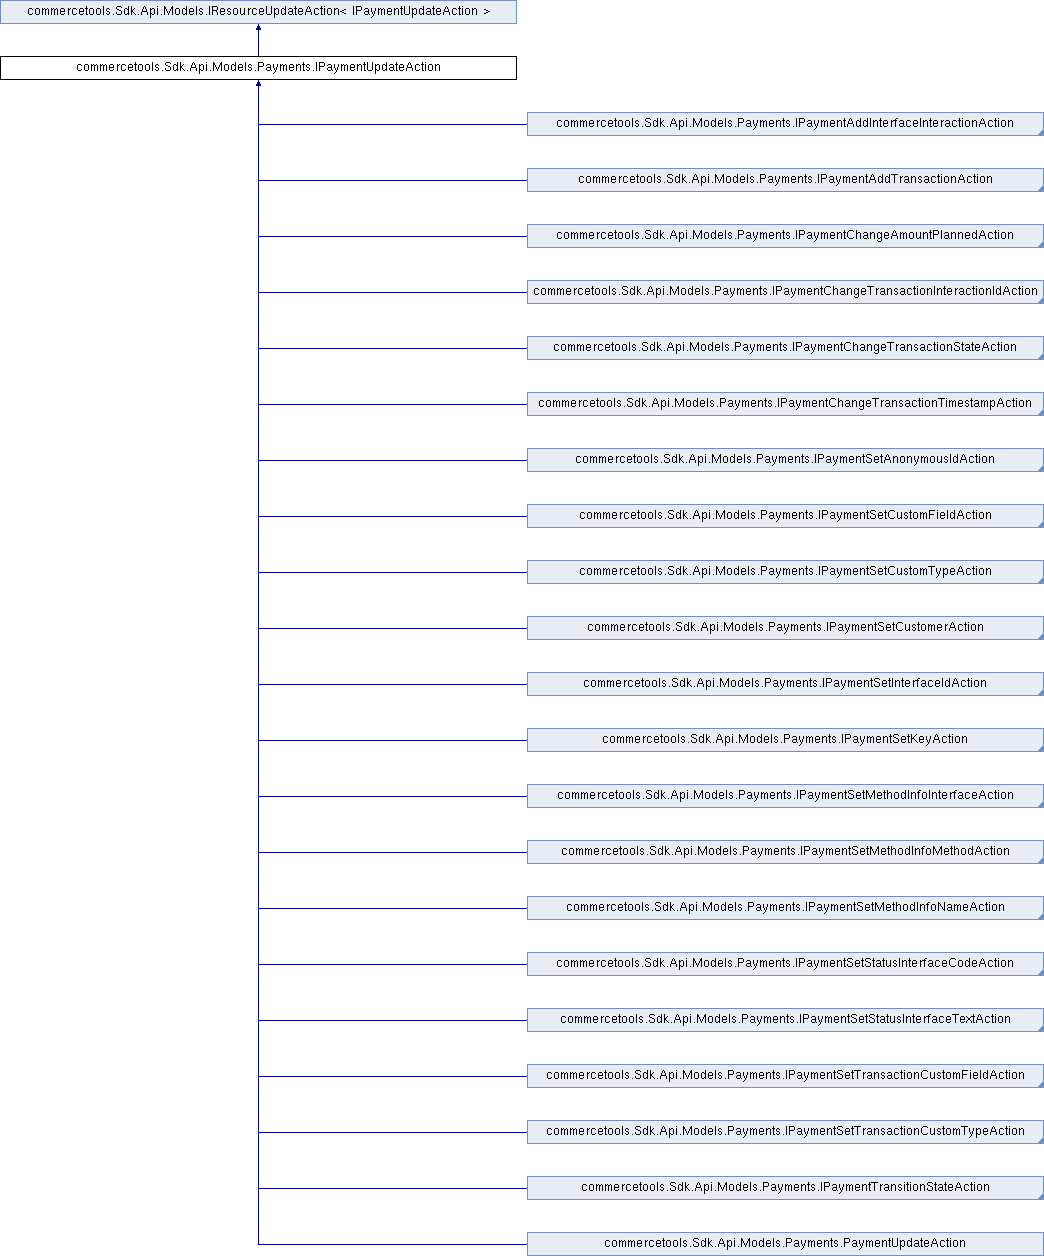 commercetools.Sdk.Api.Models.IResourceUpdateAction< IPaymentUpdateAction >
commercetools.Sdk.Api.Models.Payments.IPaymentUpdateAction
commercetools.Sdk.Api.Models.Payments.IPaymentAddInterfaceInteractionAction
commercetools.Sdk.Api.Models.Payments.IPaymentAddTransactionAction
commercetools.Sdk.Api.Models.Payments.IPaymentChangeAmountPlannedAction
commercetools.Sdk.Api.Models.Payments.IPaymentChangeTransactionInteractionIdAction
commercetools.Sdk.Api.Models.Payments.IPaymentChangeTransactionStateAction
commercetools.Sdk.Api.Models.Payments.IPaymentChangeTransactionTimestampAction
commercetools.Sdk.Api.Models.Payments.IPaymentSetAnonymousIdAction
commercetools.Sdk.Api.Models.Payments.IPaymentSetCustomFieldAction
commercetools.Sdk.Api.Models.Payments.IPaymentSetCustomTypeAction
commercetools.Sdk.Api.Models.Payments.IPaymentSetCustomerAction
commercetools.Sdk.Api.Models.Payments.IPaymentSetInterfaceIdAction
commercetools.Sdk.Api.Models.Payments.IPaymentSetKeyAction
commercetools.Sdk.Api.Models.Payments.IPaymentSetMethodInfoInterfaceAction
commercetools.Sdk.Api.Models.Payments.IPaymentSetMethodInfoMethodAction
commercetools.Sdk.Api.Models.Payments.IPaymentSetMethodInfoNameAction
commercetools.Sdk.Api.Models.Payments.IPaymentSetStatusInterfaceCodeAction
commercetools.Sdk.Api.Models.Payments.IPaymentSetStatusInterfaceTextAction
commercetools.Sdk.Api.Models.Payments.IPaymentSetTransactionCustomFieldAction
commercetools.Sdk.Api.Models.Payments.IPaymentSetTransactionCustomTypeAction
commercetools.Sdk.Api.Models.Payments.IPaymentTransitionStateAction
commercetools.Sdk.Api.Models.Payments.PaymentUpdateAction